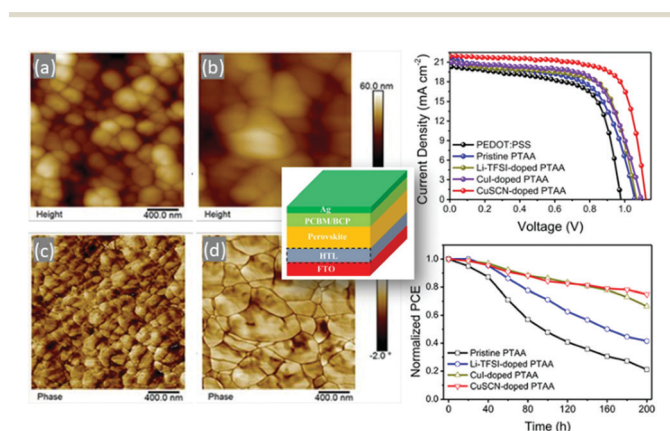 (a)
(b)
60.0 nm
Height
400.0 nm
Height
400.0 nm
(c)
(d)
-2.0 °
Phase
400.0 nm
Phase
400.0 nm
Ag
PCBM/BCP
Perovskite
HTL
FTO
Current Density (mA cm-2)
21
18
15
12
9
6
3
0
PEDOT:PSS
Pristine PTAA
Li-TFSI-doped PTAA
CuI-doped PTAA
CuSCN-doped PTAA
0.0 0.2 0.4 0.6 0.8 1.0
Voltage (V)
Normalized PCE
1.0
0.8
0.6
0.4
0.2
0.0
Pristine PTAA
Li-TFSI-doped PTAA
CuI-doped PTAA
CuSCN-doped PTAA
0 40 80 120 160 200
Time (h)